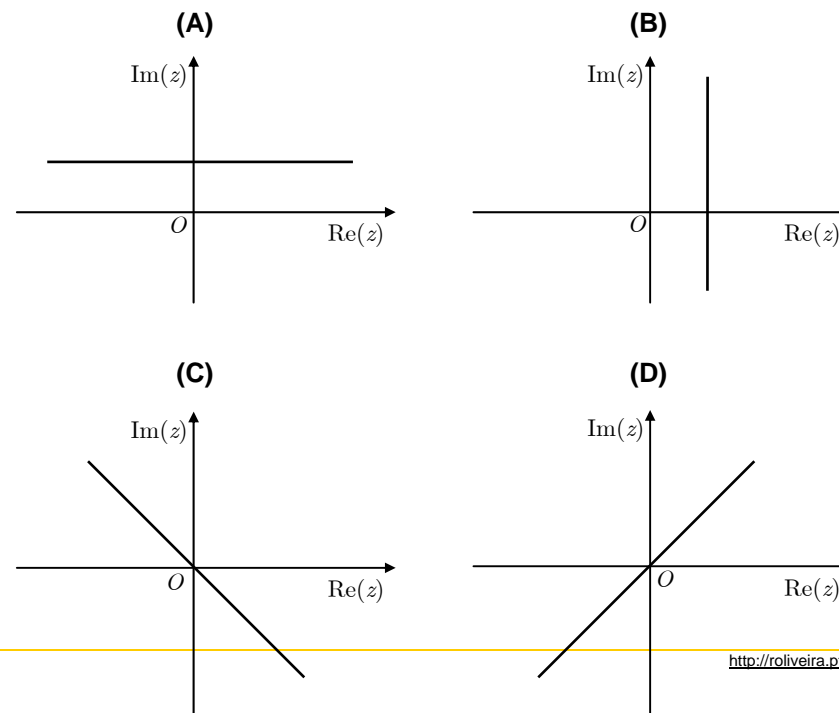 (A)
(B)
Im(z)
Im(z)
O
Re(z)
O
Re(z)
(C)
(D)
Im(z)
Im(z)
O
Re(z)
O
Re(z)
http://roliveira.p